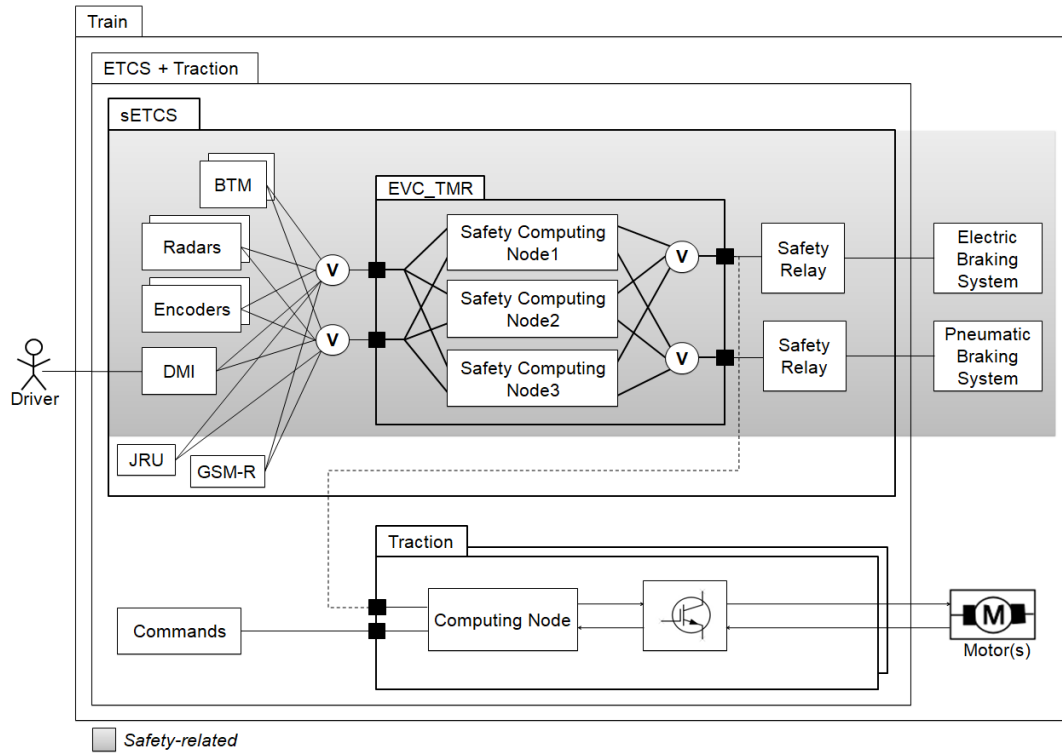 Train
ETCS + Traction
sETCS
BTM
EVC_TMR
Radars
Encoders
DMI
Driver
JRU
GSM-R
V
V
Safety Computing
Node1
Safety Computing
Node2
Safety Computing
Node3
V
V
Safety
Relay
Safety
Relay
Electric
Braking
System
Pneumatic
Braking
System
Traction
Commands
Computing Node
M
Motor(s)
Safety-related